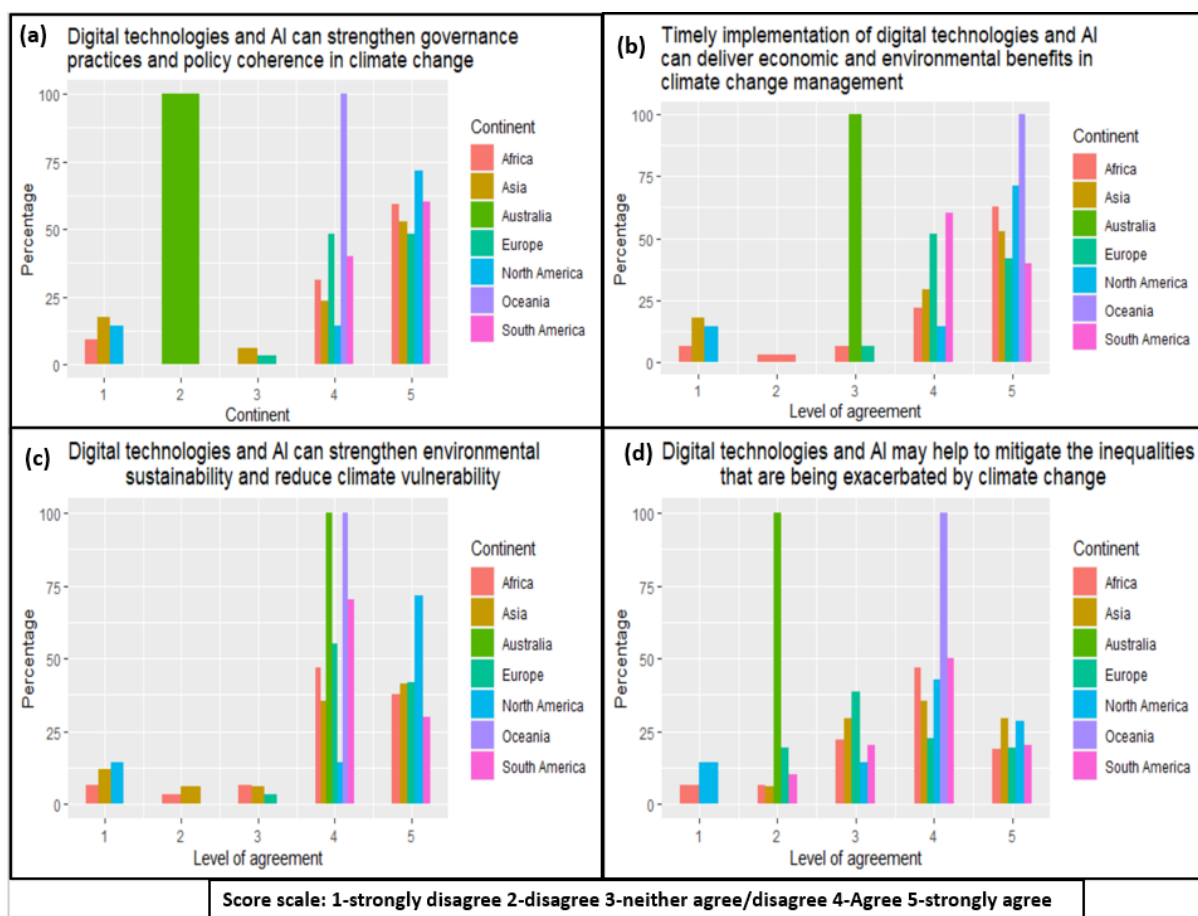 (a)
Digital technologies and AI can strengthen governance
practices and policy coherence in climate change
100
75
50
25
0
Percentage
1 2 3 4 5
Continent
Continent
Africa
Asia
Australia
Europe
North America
Oceania
South America
(b)
Timely implementation of digital technologies and AI
can deliver economic and environmental benefits in
climate change management
100
75
50
25
0
Percentage
1 2 3 4 5
Level of agreement
Continent
Africa
Asia
Australia
Europe
North America
Oceania
South America
(c)
Digital technologies and AI can strengthen environmental
sustainability and reduce climate vulnerability
100
75
50
25
0
Percentage
1 2 3 4 5
Level of agreement
Continent
Africa
Asia
Australia
Europe
North America
Oceania
South America
(d)
Digital technologies and AI may help to mitigate the inequalities
that are being exacerbated by climate change
100
75
50
25
0
Percentage
1 2 3 4 5
Level of agreement
Continent
Africa
Asia
Australia
Europe
North America
Oceania
South America
Score scale: 1-strongly disagree 2-disagree 3-neither agree/disagree 4-Agree 5-strongly agree